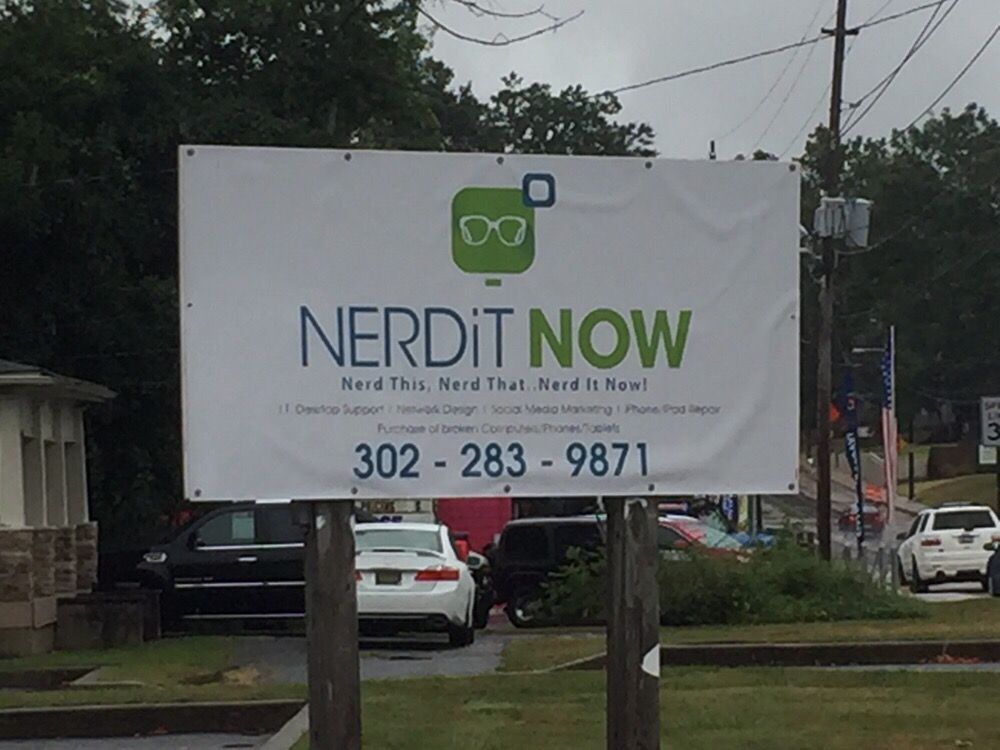 NERDiT NOW
Nerd This, Nerd That..Nerd It Now!
I.T. Desktop Support | Network Design | Social Media Marketing | Phone/iPad Repair
Purchase of broken Computers/Phones/Tablets
302 - 283 - 9871